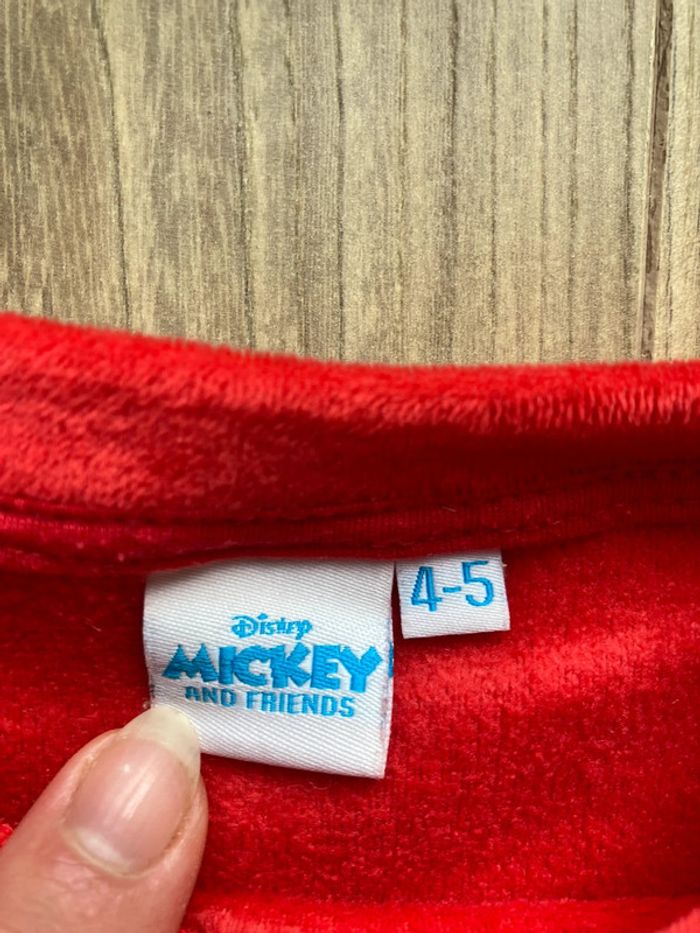 Disney
MICKEY
AND FRIENDS
4-5